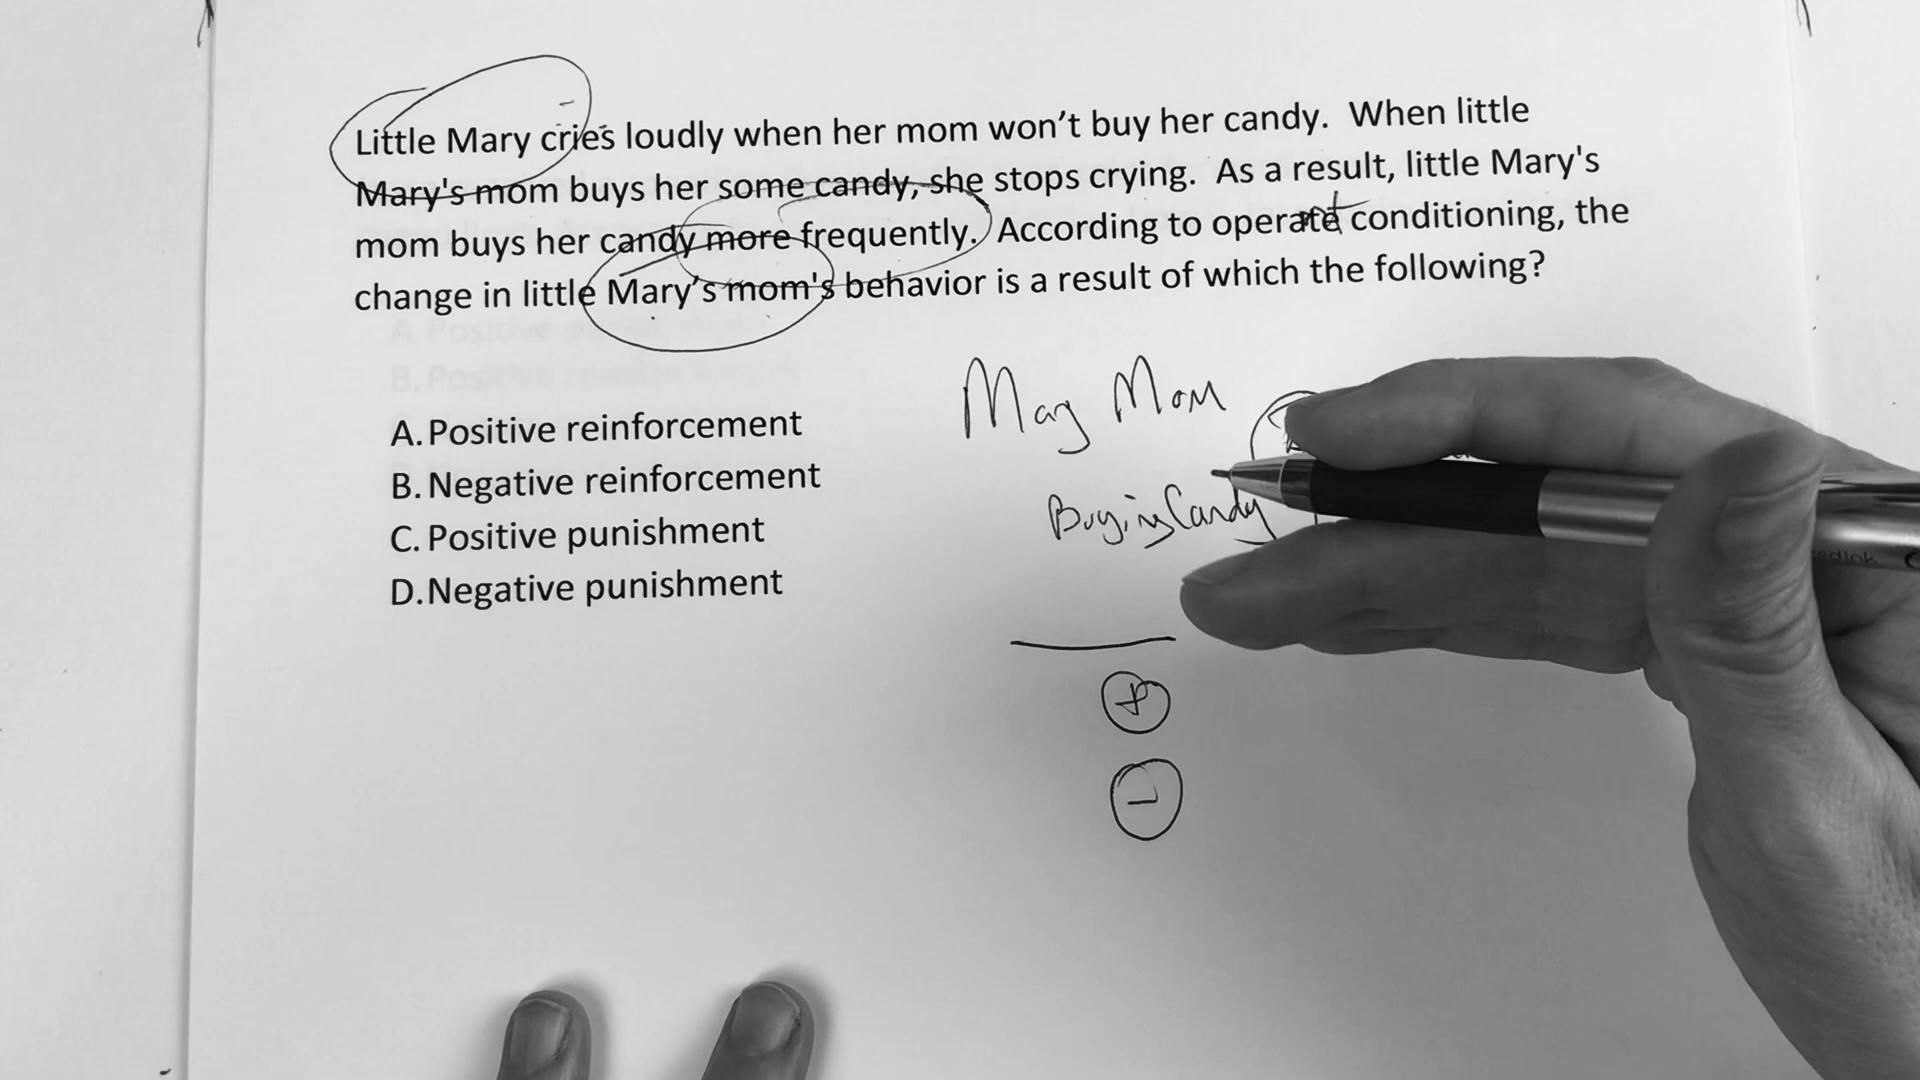 Little Mary cries loudly when her mom won't buy her candy. When little
Mary's mom buys her some candy, she stops crying. As a result, little Mary's
mom buys her candy more frequently. According to operant conditioning, the
change in little Mary's mom's behavior is a result of which the following?
A. Positive reinforcement
B. Negative reinforcement
C. Positive punishment
D. Negative punishment
Mary Mom
Buying Candy
+
-